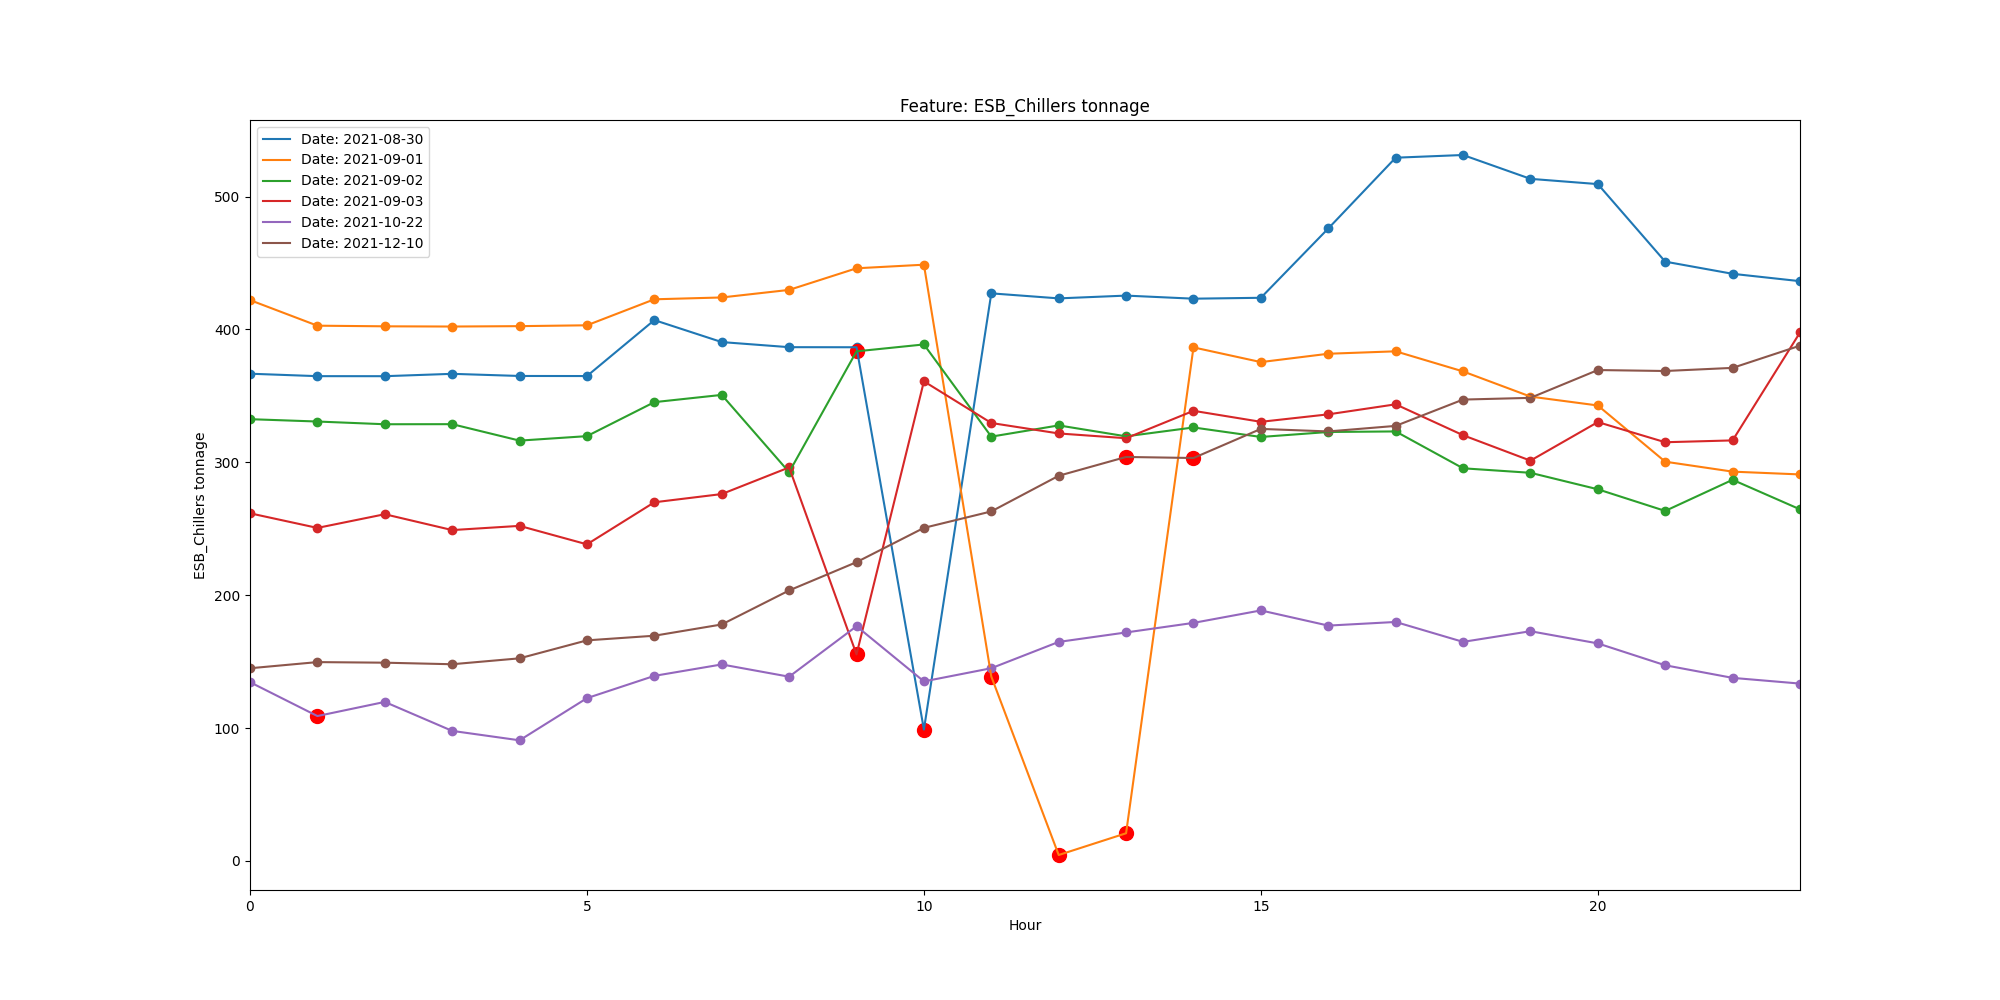 Feature: ESB_Chillers tonnage
Date: 2021-08-30
Date: 2021-09-01
Date: 2021-09-02
Date: 2021-09-03
Date: 2021-10-22
Date: 2021-12-10
ESB_Chillers tonnage
500
400
300
200
100
0
0 5 10 15 20
Hour